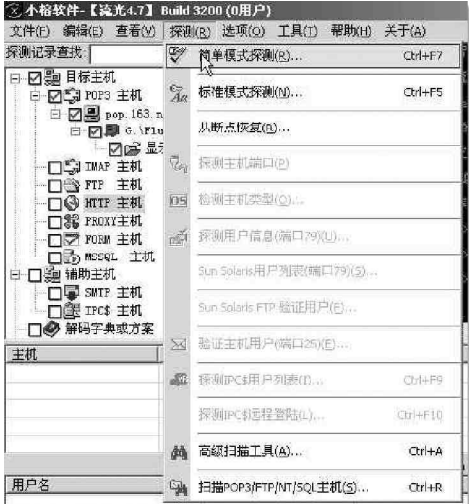 小榕软件-【流光4.7】 Build 3200 (0用户)
文件(F) 编辑(E) 查看(V) 探测(R) 选项(O) 工具(T) 帮助(H) 关于(A)
探测记录查找:
目标主机
POP3 主机
pop.163.n
G:\Flu
显示
IMAP 主机
FTP 主机
HTTP 主机
PROXY主机
FORM 主机
MSSQL 主机
辅助主机
SMTP 主机
IPC$ 主机
解码字典或方案
主机
用户名
简单模式探测(R)... Ctrl+F7
标准模式探测(N)... Ctrl+F5
从断点恢复(R)...
探测主机端口(P)
检测主机类型(O)...
探测用户信息(端口79)(U)...
Sun Solaris用户列表(端口79)(S)...
Sun Solaris FTP 验证用户(F)...
验证主机用户(端口25)(E)...
探测IPC$用户列表(I)... Ctrl+F9
探测IPC$远程登陆(L)... Ctrl+F10
高级扫描工具(A)... Ctrl+A
扫描POP3/FTP/NT/SQL主机(S)... Ctrl+R